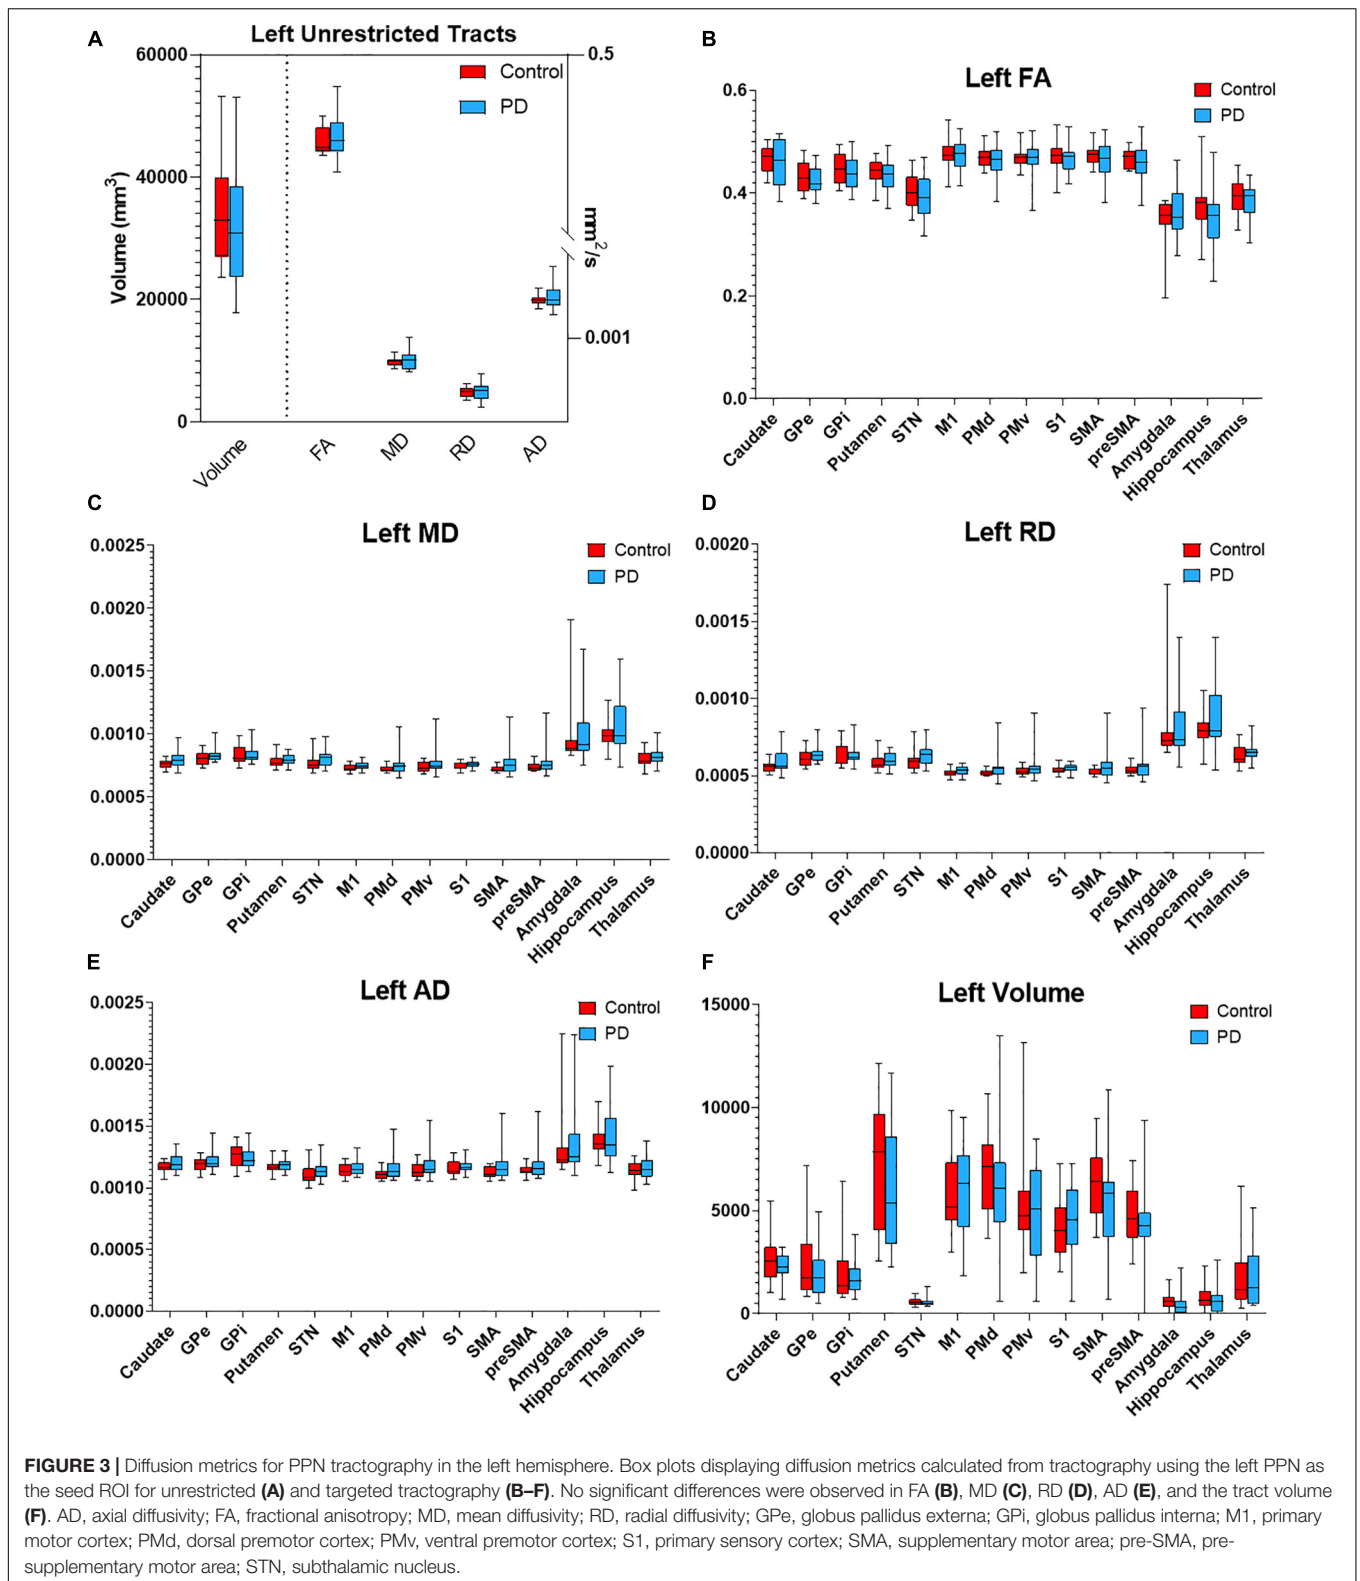 A
Left Unrestricted Tracts
60000
40000
20000
0
Volume (mm3)
0.5
0.001
mm2/s
Control
PD
Volume
FA
MD
RD
AD
B
Left FA
0.6
0.4
0.2
0.0
Control
PD
Caudate
GPe
GPi
Putamen
STN
M1
PMd
PMv
S1
SMA
preSMA
Amygdala
Hippocampus
Thalamus
C
Left MD
0.0025
0.0020
0.0015
0.0010
0.0005
0.0000
Control
PD
Caudate
GPe
GPi
Putamen
STN
M1
PMd
PMv
S1
SMA
preSMA
Amygdala
Hippocampus
Thalamus
D
Left RD
0.0020
0.0015
0.0010
0.0005
0.0000
Control
PD
Caudate
GPe
GPi
Putamen
STN
M1
PMd
PMv
S1
SMA
preSMA
Amygdala
Hippocampus
Thalamus
E
Left AD
0.0025
0.0020
0.0015
0.0010
0.0005
0.0000
Control
PD
Caudate
GPe
GPi
Putamen
STN
M1
PMd
PMv
S1
SMA
preSMA
Amygdala
Hippocampus
Thalamus
F
Left Volume
15000
10000
5000
0
Control
PD
Caudate
GPe
GPi
Putamen
STN
M1
PMd
PMv
S1
SMA
preSMA
Amygdala
Hippocampus
Thalamus
FIGURE 3 | Diffusion metrics for PPN tractography in the left hemisphere. Box plots displaying diffusion metrics calculated from tractography using the left PPN as
the seed ROI for unrestricted (A) and targeted tractography (B–F). No significant differences were observed in FA (B), MD (C), RD (D), AD (E), and the tract volume
(F). AD, axial diffusivity; FA, fractional anisotropy; MD, mean diffusivity; RD, radial diffusivity; GPe, globus pallidus externa; GPi, globus pallidus interna; M1, primary
motor cortex; PMd, dorsal premotor cortex; PMv, ventral premotor cortex; S1, primary sensory cortex; SMA, supplementary motor area; pre-SMA, pre-
supplementary motor area; STN, subthalamic nucleus.